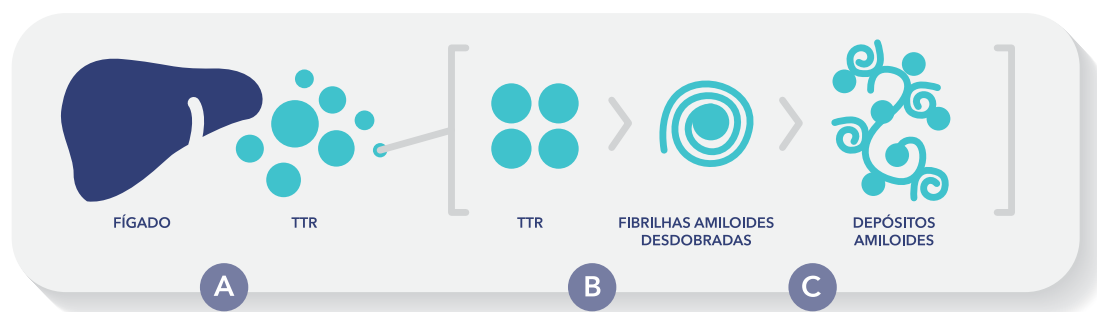 FÍGADO
TTR
TTR
FIBRILHAS AMILOIDES
DESDOBRADAS
DEPÓSITOS
AMILOIDES
A
B
C